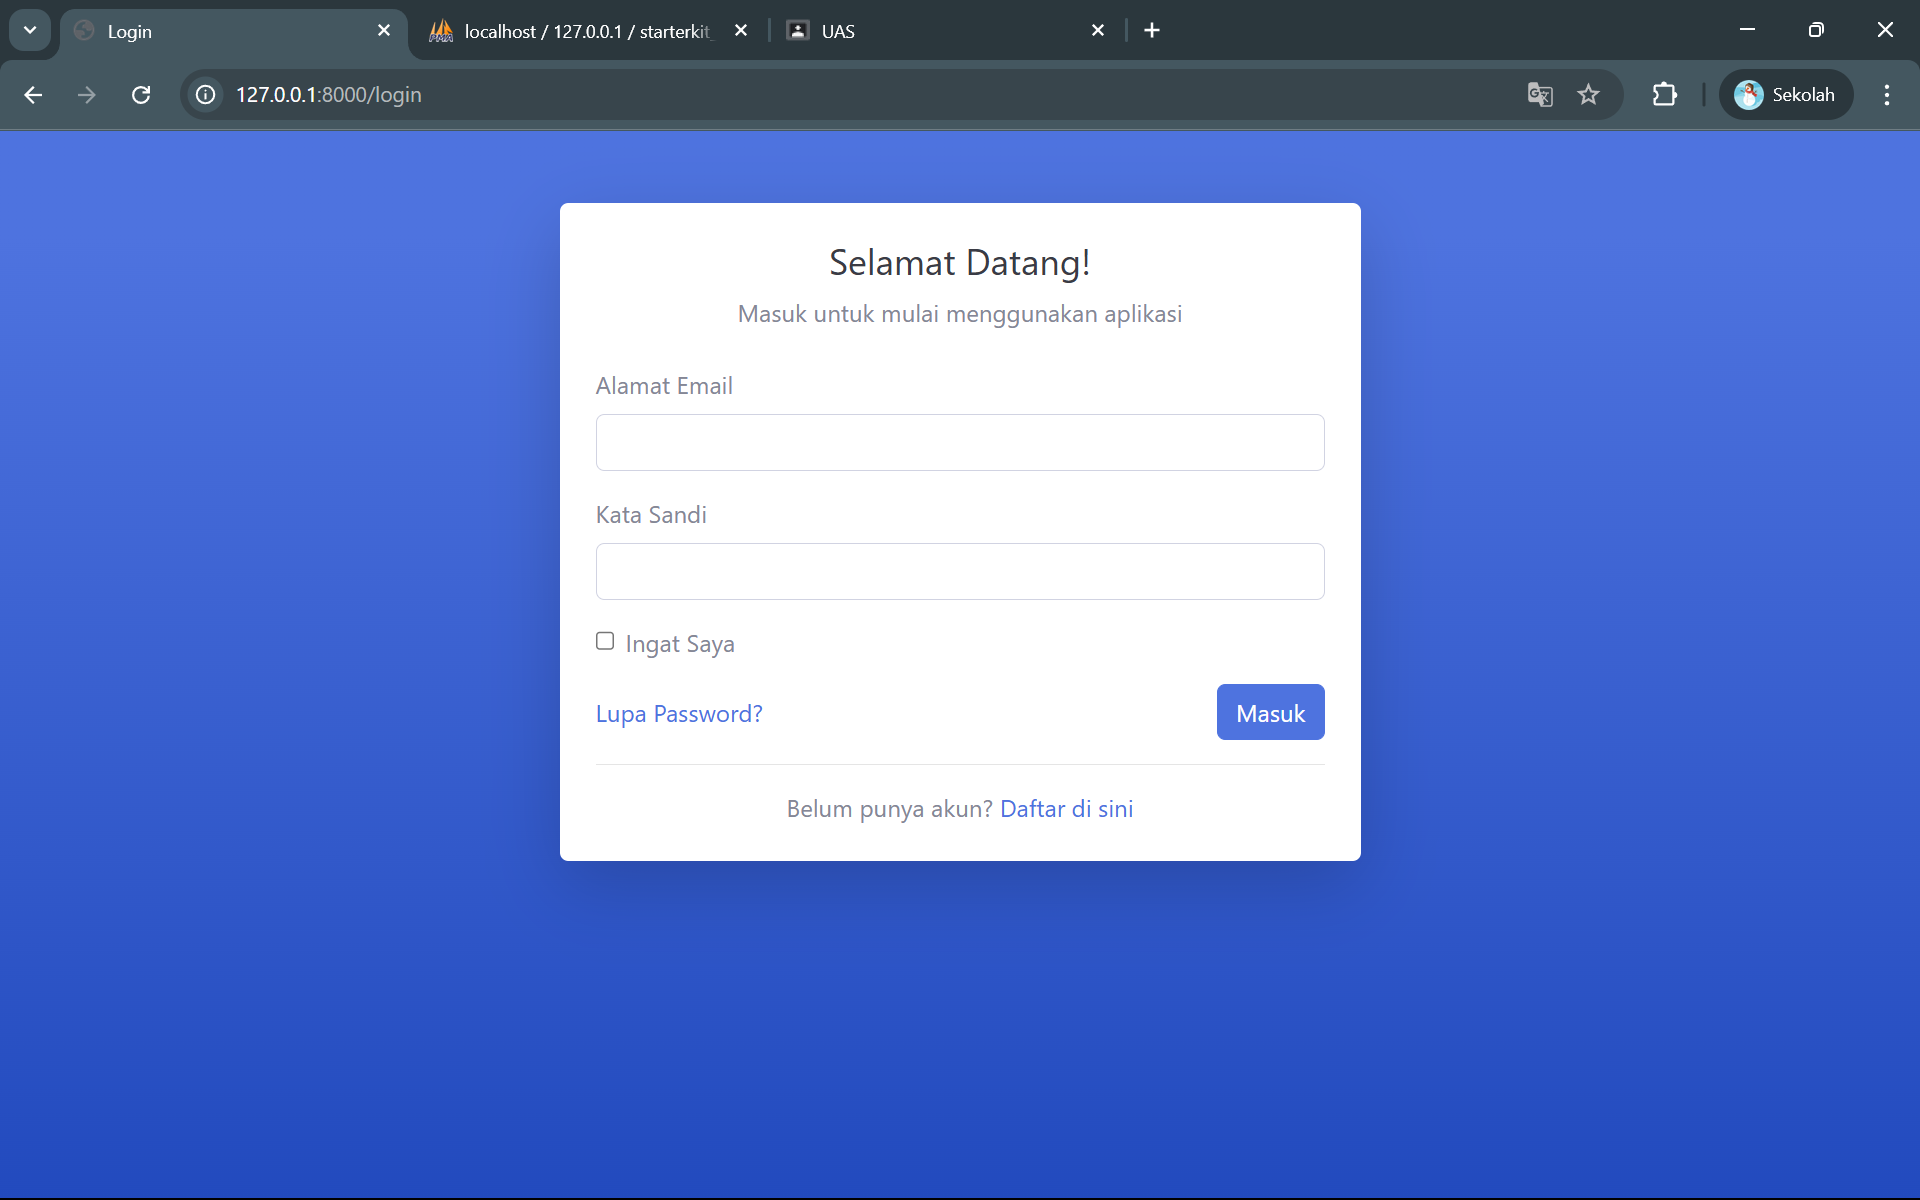 Login
localhost / 127.0.0.1 / starterkit_
UAS
127.0.0.1:8000/login
Sekolah
Selamat Datang!
Masuk untuk mulai menggunakan aplikasi
Alamat Email
Kata Sandi
Ingat Saya
Lupa Password?
Masuk
Belum punya akun? Daftar di sini